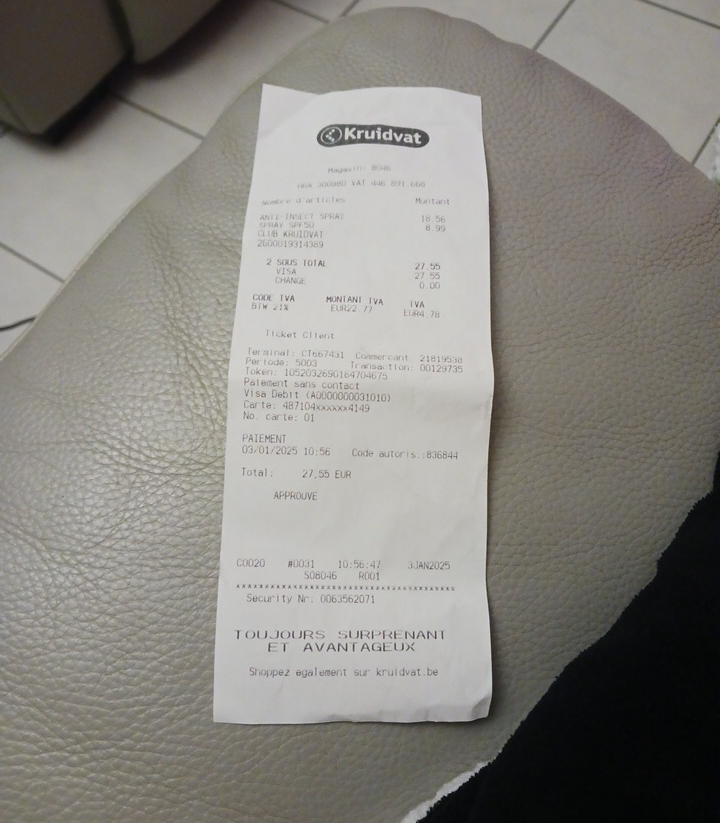 Kruidvat
Magasin: 8046
VAT 446 891.666
Nombre d'articles Montant
ANTI-INSECT SPRAY 18.56
SPRAY SPF50 8.99
CLUB KRUIDVAT
2600019314389
2 SOUS TOTAL 27.55
VISA 27.55
CHANGE 0.00
CODE TVA MONTANT TVA TVA
BTW 21% EUR22.77 EUR4.78
Ticket Client
Terminal: CT667431 Commercant: 21819538
Periode: 5003 Transaction: 00129735
Token: 1052032690164704675
Paiement sans contact
Visa Debit (A0000000031010)
Carte: 487104xxxxxx4149
No. carte: 01
PAIEMENT
03/01/2025 10:56 Code autoris.:836844
Total: 27,55 EUR
APPROUVE
C0020 #0031 10:56:47 3JAN2025
S08046 R001
Security Nr: 0063562071
TOUJOURS SURPRENANT
ET AVANTAGEUX
Shoppez egalement sur kruidvat.be